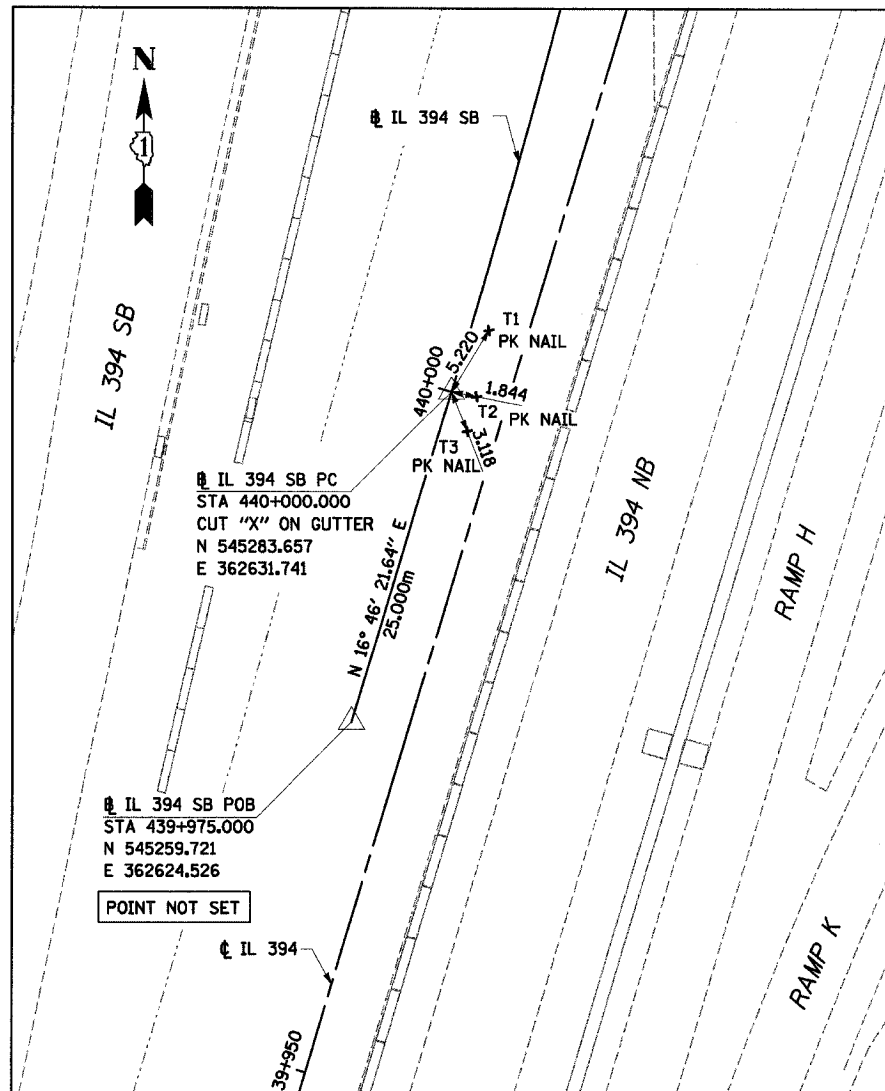 N
1
℄ IL 394 SB
IL 394 SB
T1
PK NAIL
5.220
440+000
1.844
T2
PK NAIL
T3
PK NAIL
3.118
IL 394 SB PC
STA 440+000.000
CUT "X" ON GUTTER
N 545283.657
E 362631.741
N 16° 46' 21.64" E
25.000m
IL 394 NB
RAMP H
IL 394 SB POB
STA 439+975.000
N 545259.721
E 362624.526
POINT NOT SET
℄ IL 394
RAMP K
39+950